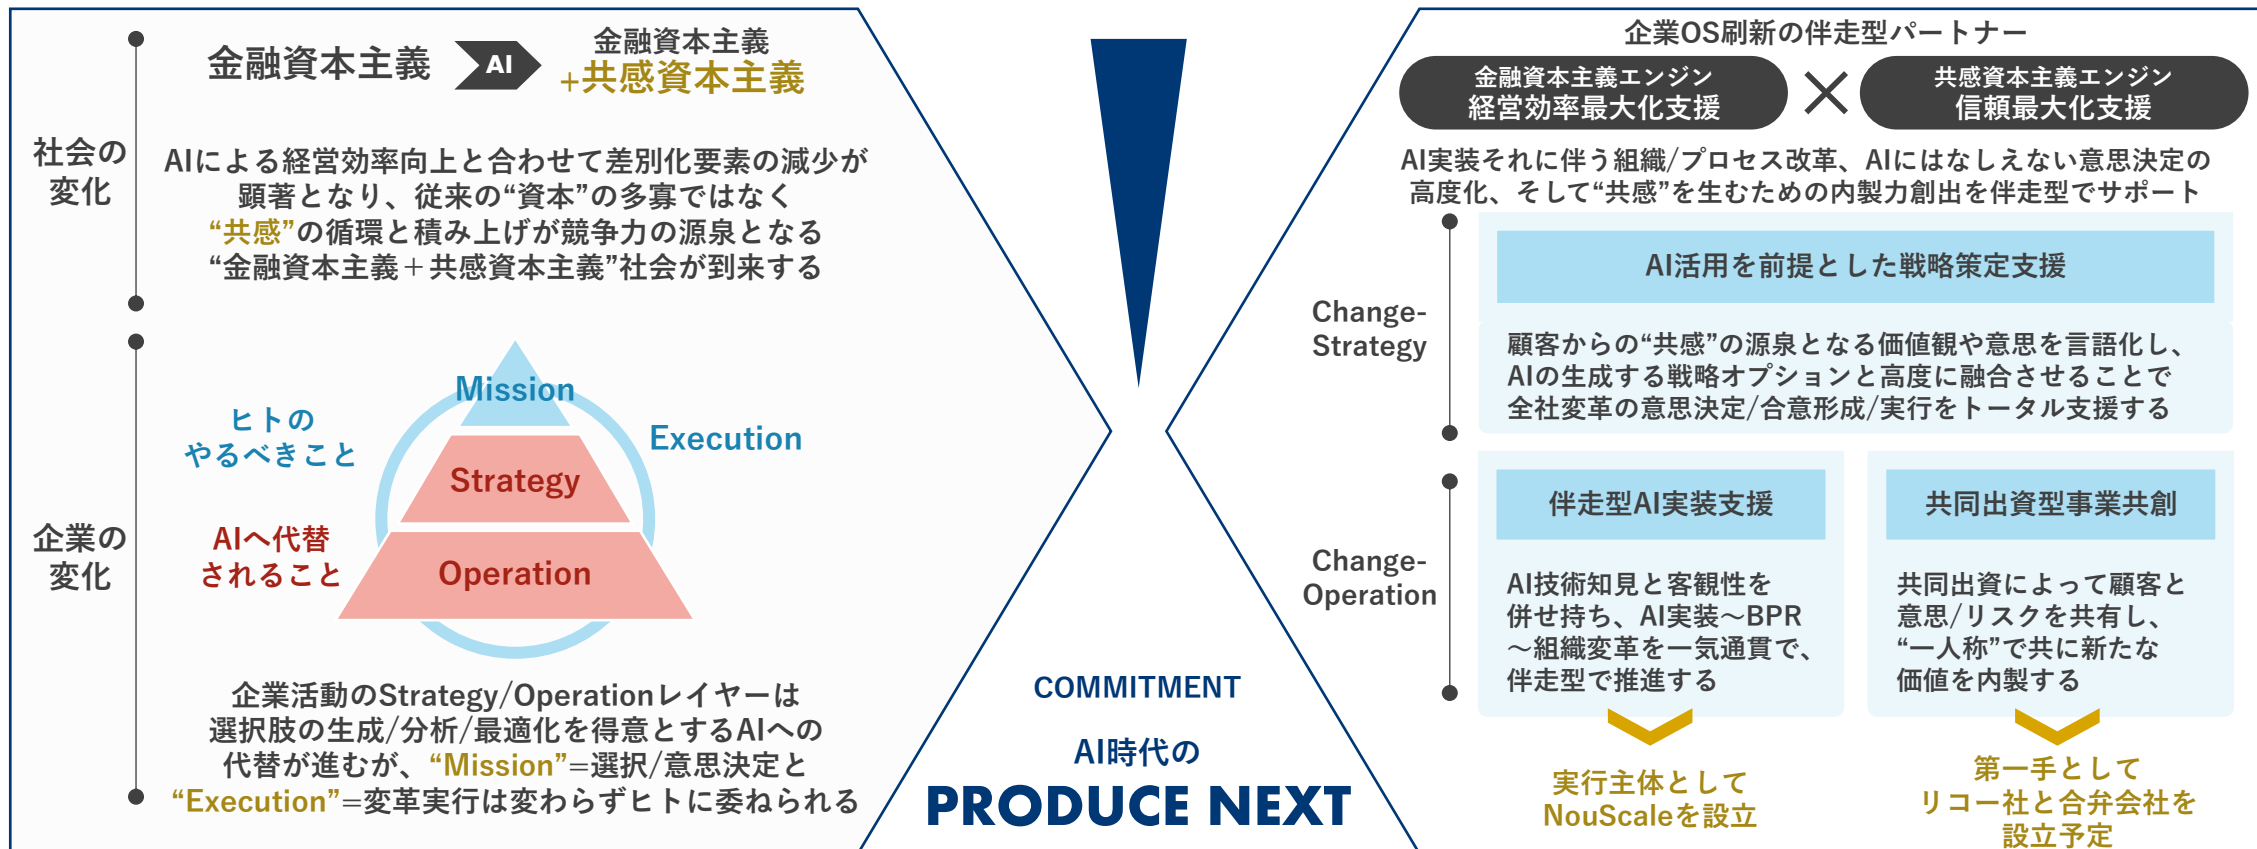 社会の
変化
金融資本主義
AI
金融資本主義
+共感資本主義
AIによる経営効率向上と合わせて差別化要素の減少が
顕著となり、従来の“資本”の多寡ではなく
“共感”の循環と積み上げが競争力の源泉となる
“金融資本主義＋共感資本主義”社会が到来する
企業の
変化
ヒトの
やるべきこと
AIへ代替
されること
Mission
Execution
Strategy
Operation
企業活動のStrategy/Operationレイヤーは
選択肢の生成/分析/最適化を得意とするAIへの
代替が進むが、“Mission”=選択/意思決定と
“Execution”=変革実行は変わらずヒトに委ねられる
COMMITMENT
AI時代の
PRODUCE NEXT
企業OS刷新の伴走型パートナー
金融資本主義エンジン
経営効率最大化支援
共感資本主義エンジン
信頼最大化支援
AI実装それに伴う組織/プロセス改革、AIにはなしえない意思決定の
高度化、そして“共感”を生むための内製力創出を伴走型でサポート
Change-
Strategy
AI活用を前提とした戦略策定支援
顧客からの“共感”の源泉となる価値観や意思を言語化し、
AIの生成する戦略オプションと高度に融合させることで
全社変革の意思決定/合意形成/実行をトータル支援する
Change-
Operation
伴走型AI実装支援
AI技術知見と客観性を
併せ持ち、AI実装～BPR
～組織変革を一気通貫で、
伴走型で推進する
実行主体として
NouScaleを設立
共同出資型事業共創
共同出資によって顧客と
意思/リスクを共有し、
“一人称”で共に新たな
価値を内製する
第一手として
リコー社と合弁会社を
設立予定